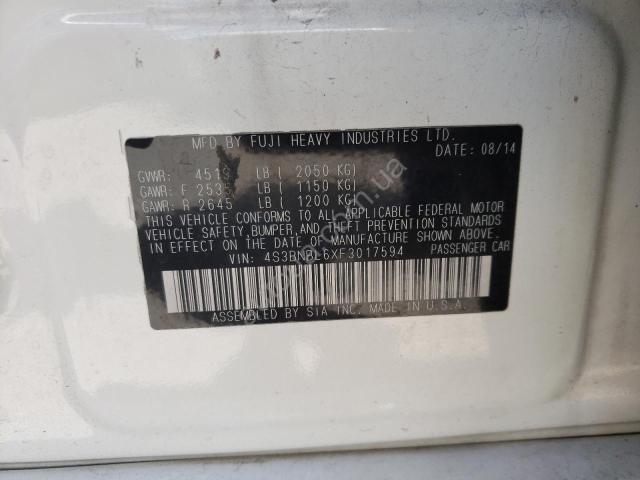 MFD BY FUJI HEAVY INDUSTRIES LTD.
DATE: 08/14
GVWR: 451 LB ( 2050 KG)
GAWR: F 253 LB ( 1150 KG)
GAWR: R 2645 LB ( 1200 KG)
THIS VEHICLE CONFORMS TO ALL APPLICABLE FEDERAL MOTOR
VEHICLE SAFETY, BUMPER, AND THEFT PREVENTION STANDARDS
IN EFFECT ON THE DATE OF MANUFACTURE SHOWN ABOVE.
VIN: 4S3BNBL6XF3017594 PASSENGER CAR
ASSEMBLED BY SIA INC. MADE IN U.S.A.